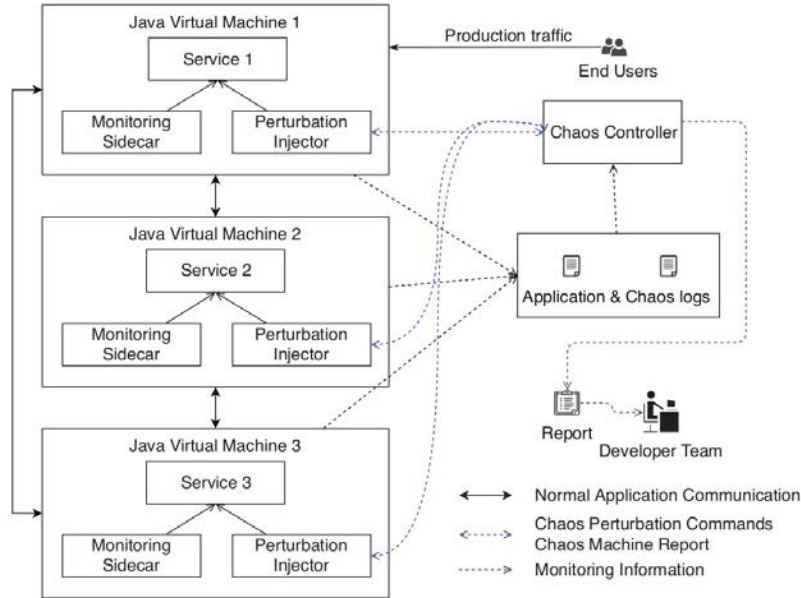 Java Virtual Machine 1
Service 1
Monitoring
Sidecar
Perturbation
Injector
Production traffic
End Users
Chaos Controller
Java Virtual Machine 2
Service 2
Monitoring
Sidecar
Perturbation
Injector
Application & Chaos logs
Java Virtual Machine 3
Service 3
Monitoring
Sidecar
Perturbation
Injector
Report
Developer Team
Normal Application Communication
Chaos Perturbation Commands
Chaos Machine Report
Monitoring Information